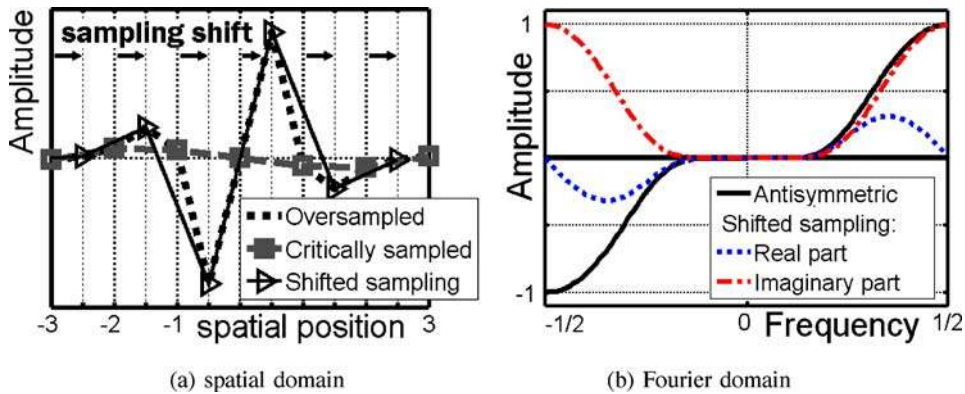 sampling shift
Amplitude
Oversampled
Critically sampled
Shifted sampling
-3 -2 -1 spatial position 3
(a) spatial domain
1
Amplitude
Antisymmetric
Shifted sampling:
Real part
Imaginary part
-1
-1/2 0 Frequency 1/2
(b) Fourier domain